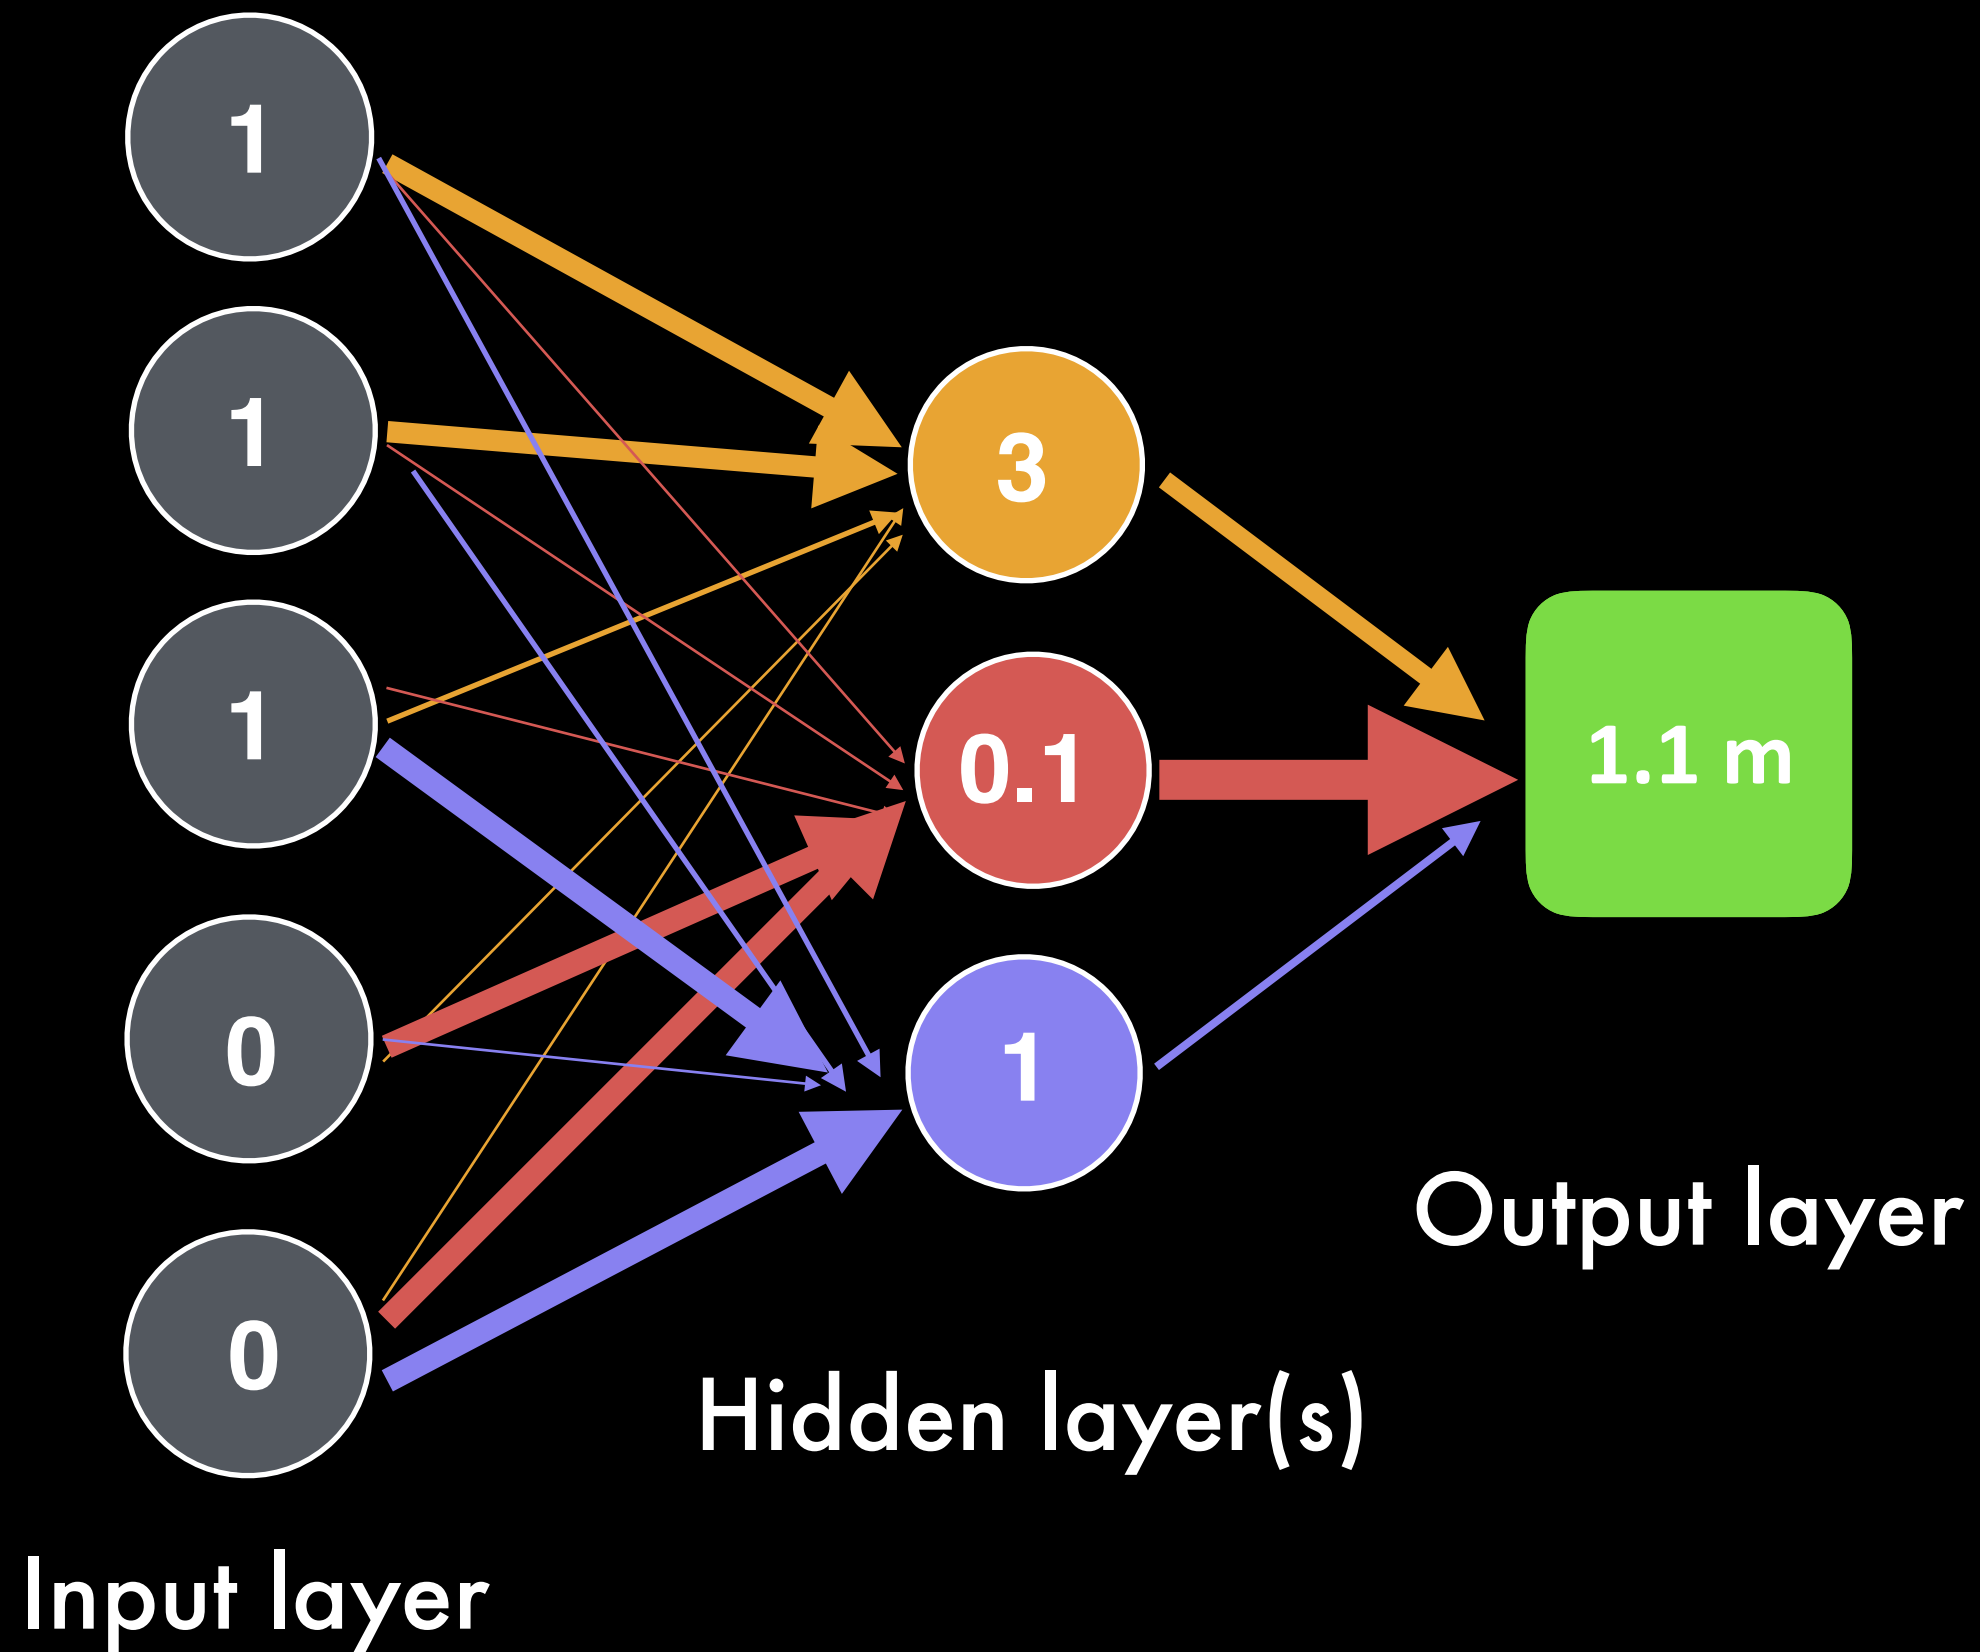 1
1
1
0
0
3
0.1
1
1.1 m
Output layer
Hidden layer(s)
Input layer